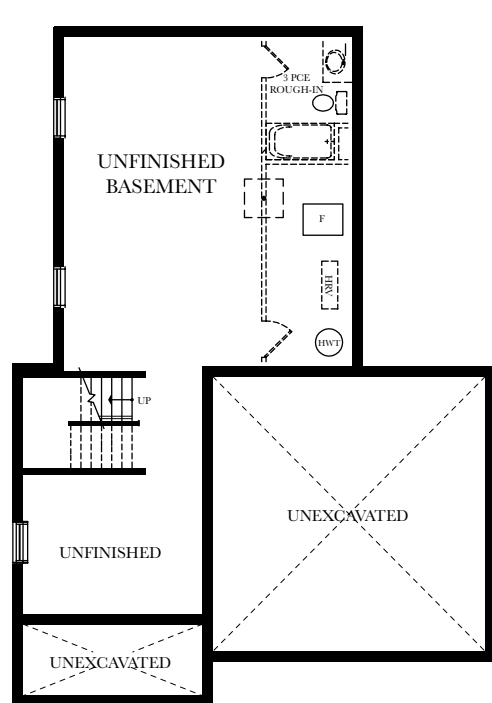 3 PCE
ROUGH-IN
UNFINISHED
BASEMENT
F
HRV
HWT
UP
UNEXCAVATED
UNFINISHED
UNEXCAVATED